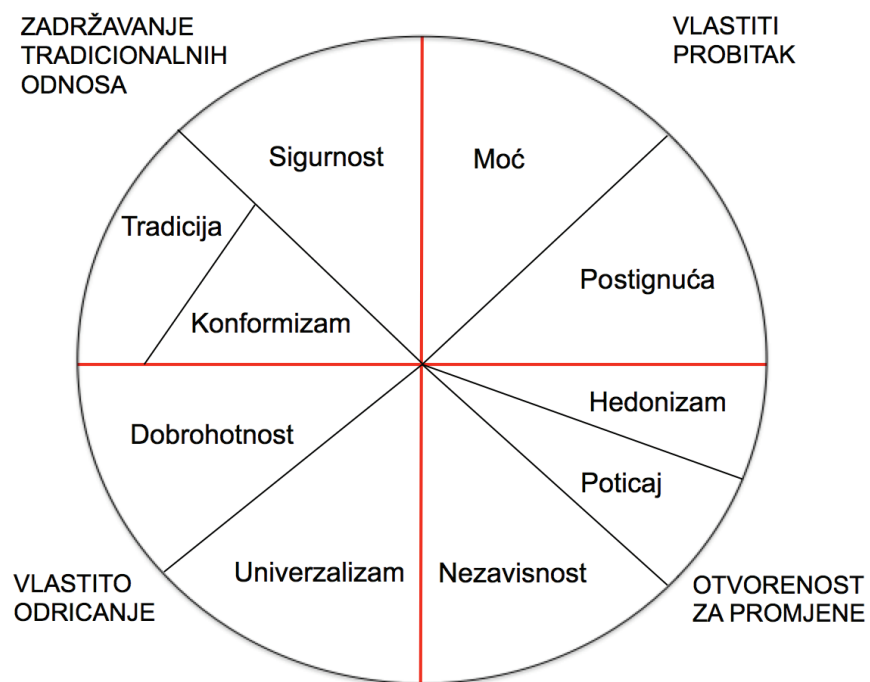 ZADRŽAVANJE
TRADICIONALNIH
ODNOSA
VLASTITI
PROBITAK
Sigurnost
Moć
Tradicija
Postignuća
Konformizam
Hedonizam
Dobrohotnost
Poticaj
Univerzalizam
Nezavisnost
VLASTITO
ODRICANJE
OTVORENOST
ZA PROMJENE